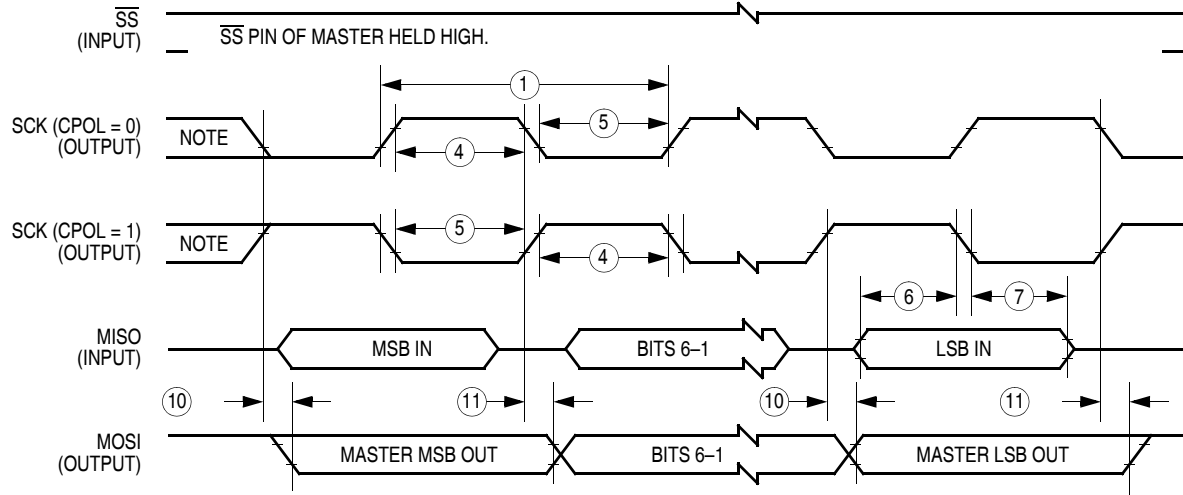 SS
(INPUT)
SS PIN OF MASTER HELD HIGH.
1
SCK (CPOL = 0)
(OUTPUT)
NOTE
5
4
SCK (CPOL = 1)
(OUTPUT)
NOTE
5
4
6
7
MISO
(INPUT)
MSB IN
BITS 6–1
LSB IN
10
11
10
11
MOSI
(OUTPUT)
MASTER MSB OUT
BITS 6–1
MASTER LSB OUT